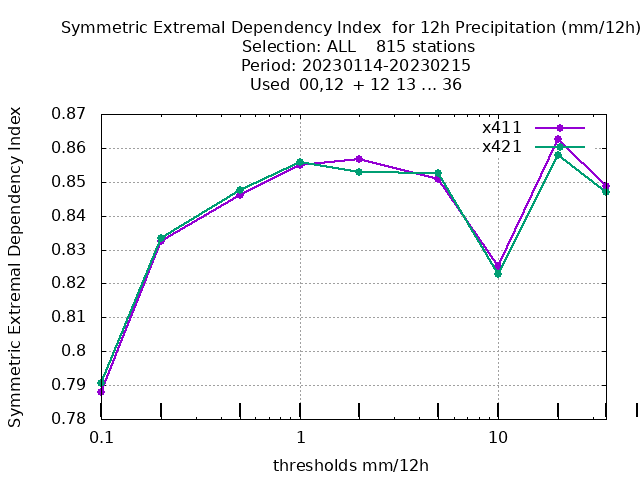 Symmetric Extremal Dependency Index  for 12h Precipitation (mm/12h)
Selection: ALL    815 stations
Period: 20230114-20230215
Used  00,12  + 12 13 ... 36
Symmetric Extremal Dependency Index
0.87
0.86
0.85
0.84
0.83
0.82
0.81
0.8
0.79
0.78
x411
x421
0.1
1
10
thresholds mm/12h